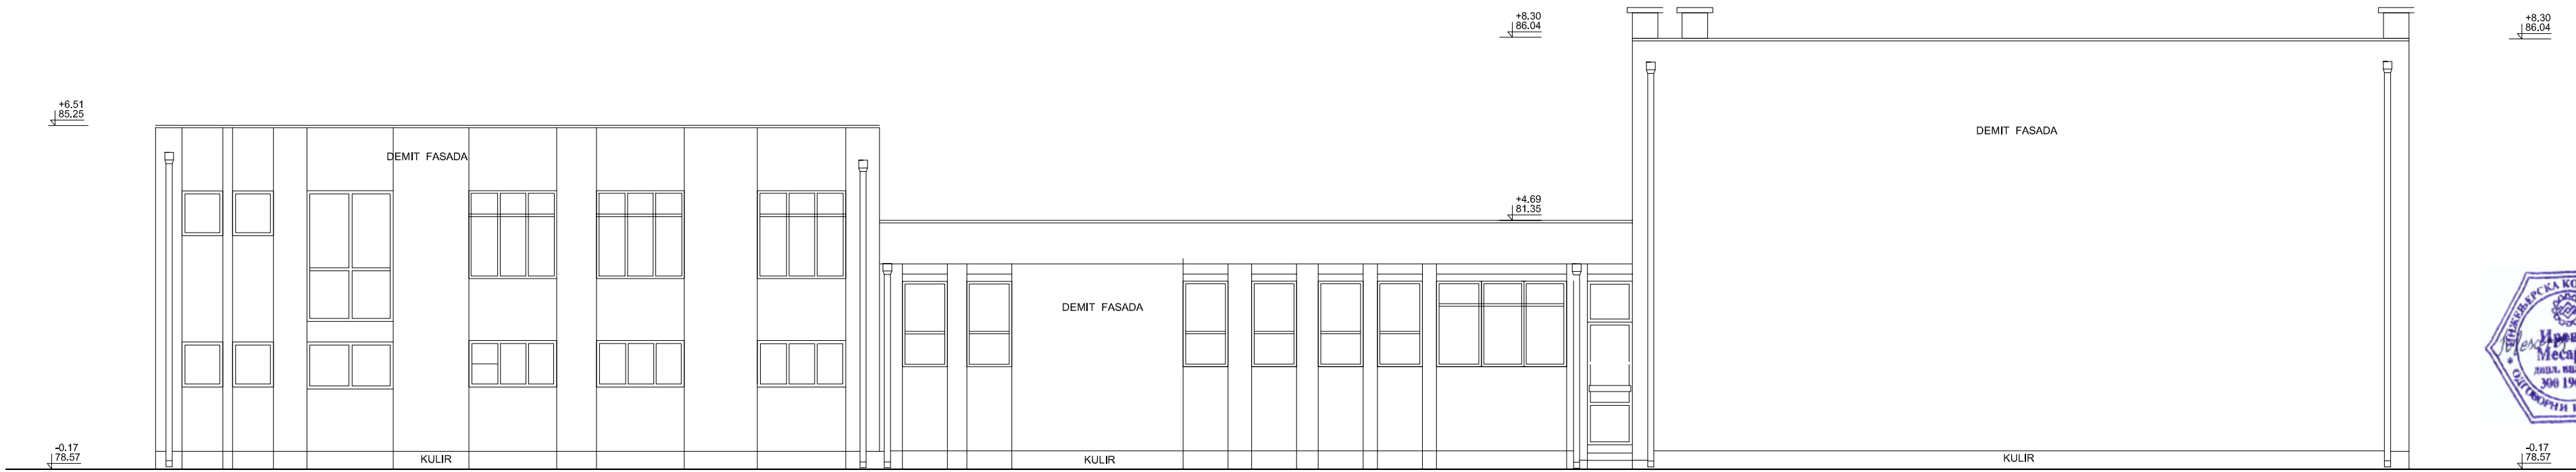 +8.30
86.04
+8.30
86.04
+6.51
85.25
DEMIT FASADA
DEMIT FASADA
+4.69
81.35
DEMIT FASADA
-0.17
78.57
KULIR
KULIR
KULIR
-0.17
78.57